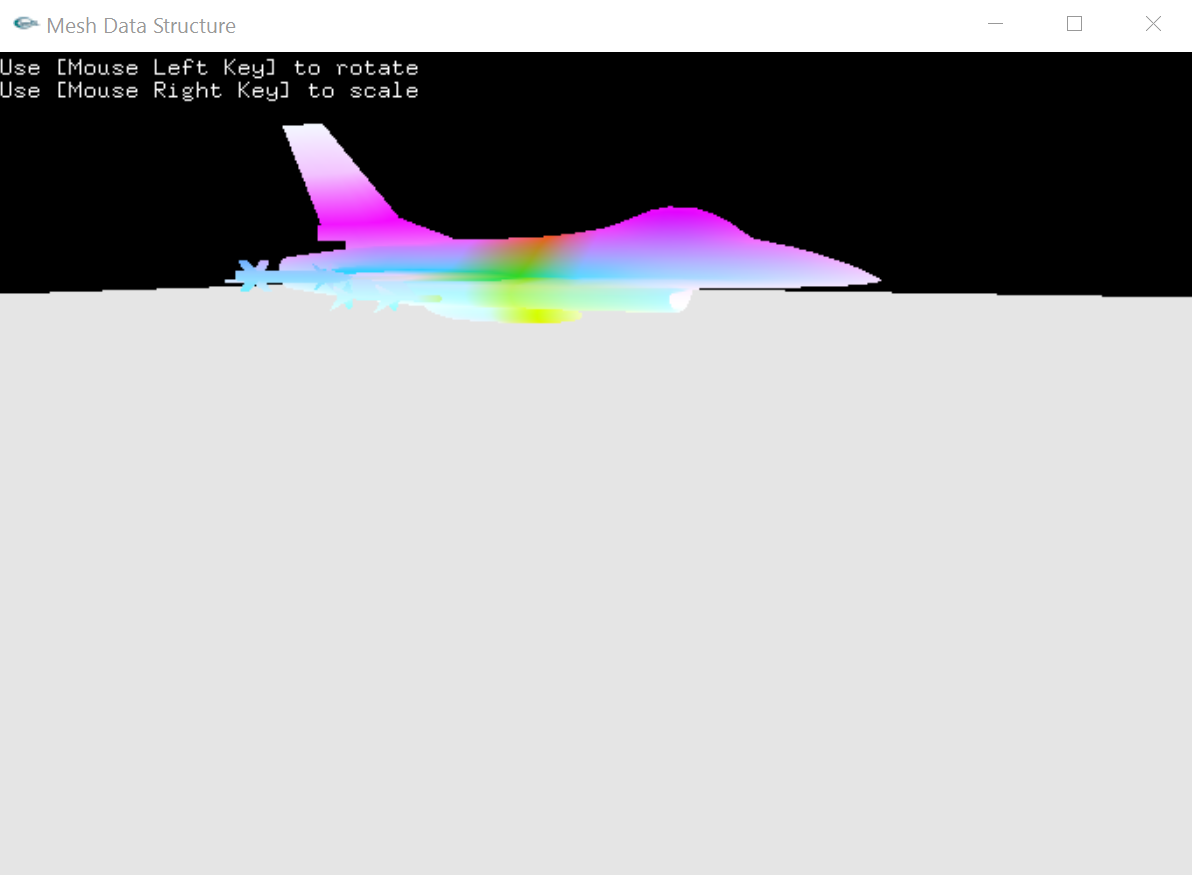 Mesh Data Structure
Use [Mouse Left Key] to rotate
Use [Mouse Right Key] to scale